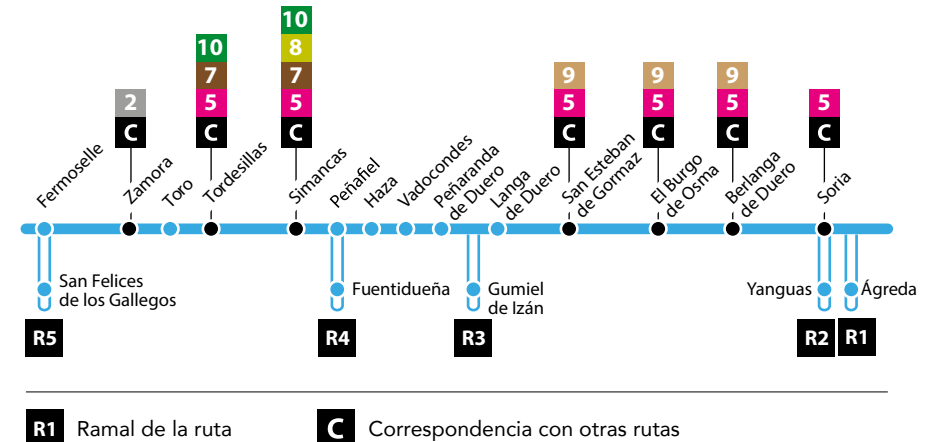 10
10
8
7
7
9
9
9
2
5
5
5
5
5
5
C
C
C
C
C
C
C
Fermoselle
Zamora
Toro
Tordesillas
Simancas
Peñafiel
Haza
Vadocondes
Peñaranda
de Duero
Langa
de Duero
San Esteban
de Gormaz
El Burgo
de Osma
Berlanga
de Duero
Soria
San Felices
de los Gallegos
Fuentidueña
Gumiel
de Izán
Yanguas
Ágreda
R5
R4
R3
R2
R1
R1 Ramal de la ruta
C Correspondencia con otras rutas